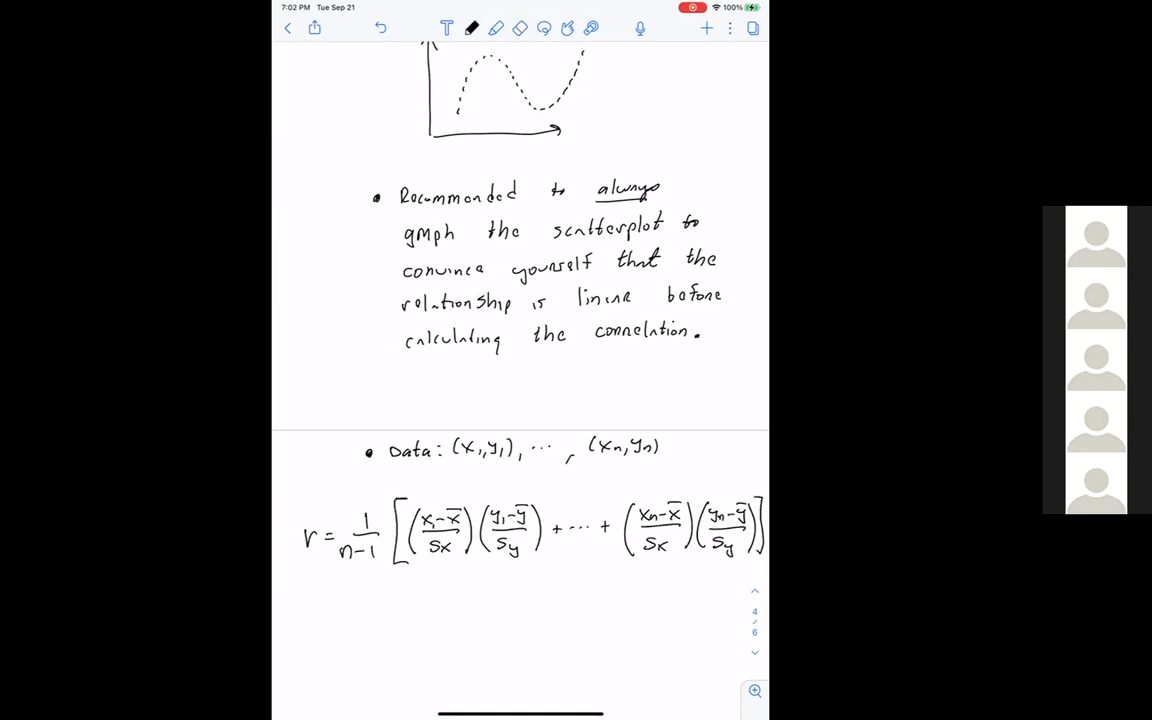 7:02 PM Tue Sep 21
100%
T
• Recommended to always
graph the scatterplot to
convince yourself that the
relationship is linear before
calculating the correlation.
• Data: (x₁,y₁), ⋯ , (xₙ,yₙ)
r = 1/(n-1) [((x₁-x̅)/Sx)((y₁-y̅)/Sy) + ⋯ + ((xₙ-x̅)/Sx)((yₙ-y̅)/Sy)]
4
/
6